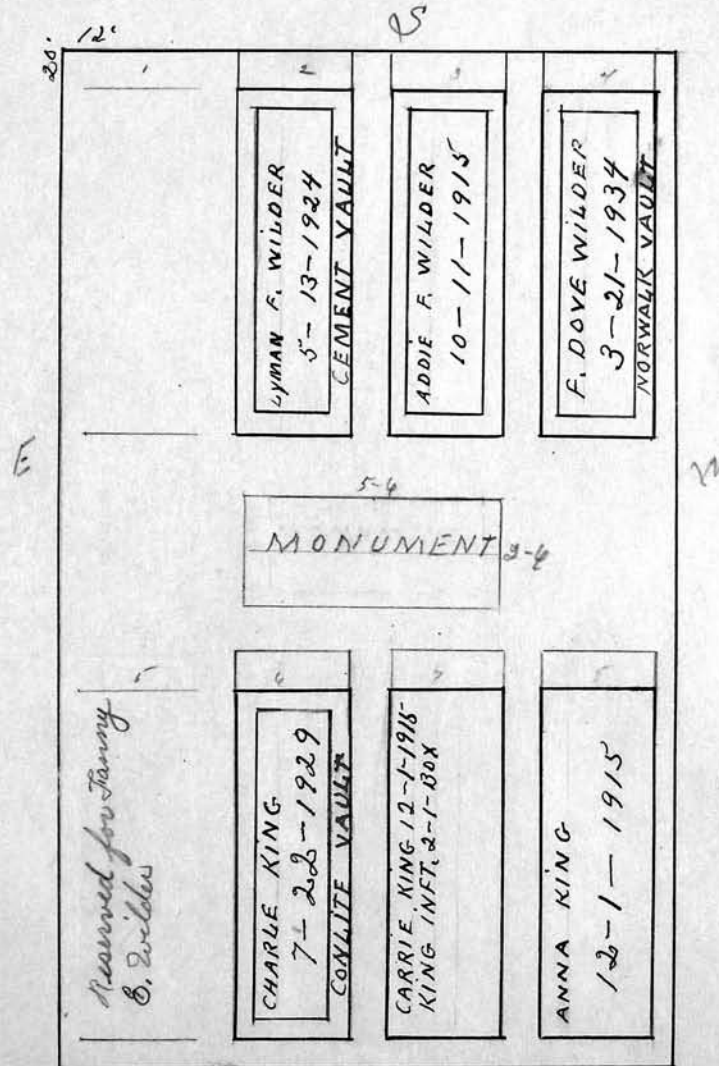 S
12'
20'
1
2
3
4
LYMAN F. WILDER
5-13-1924
CEMENT VAULT
ADDIE F. WILDER
10-11-1915
F. DOVE WILDER
3-21-1934
NORWALK VAULT
E
W
5-6
MONUMENT
2-6
5
6
7
8
Reserved for Fanny
E. Wilder
CHARLE KING
7-22-1929
CONLITE VAULT
CARRIE KING 12-1-1915
KING INFT. 2-1-BOX
ANNA KING
12-1-1915